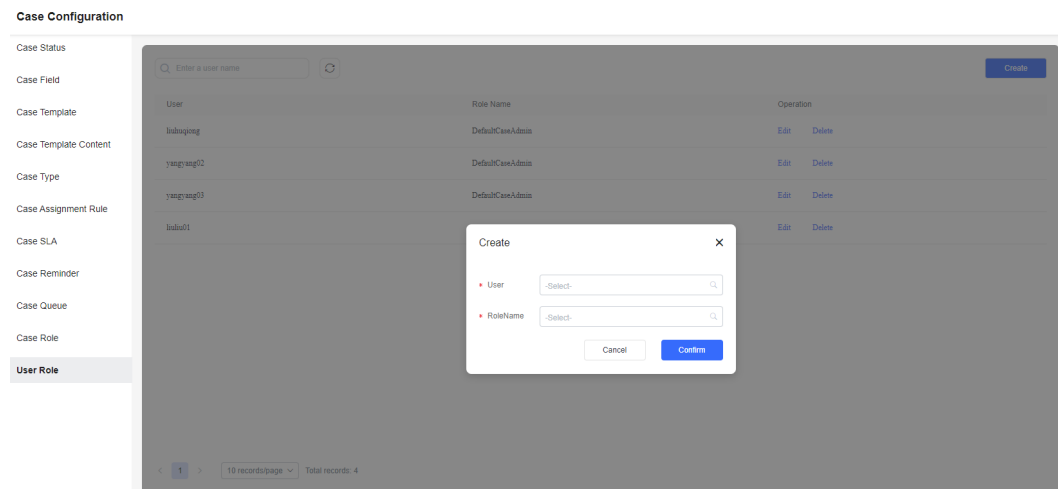 Case Configuration
Case Status
Case Field
Case Template
Case Template Content
Case Type
Case Assignment Rule
Case SLA
Case Reminder
Case Queue
Case Role
User Role
Enter a user name
Create
User Role Name Operation
liuhuqiong DefaultCaseAdmin Edit Delete
yangyang02 DefaultCaseAdmin Edit Delete
yangyang03 DefaultCaseAdmin Edit Delete
liuliu01 Edit Delete
Create
* User -Select-
* RoleName -Select-
Cancel Confirm
< 1 > 10 records/page Total records: 4